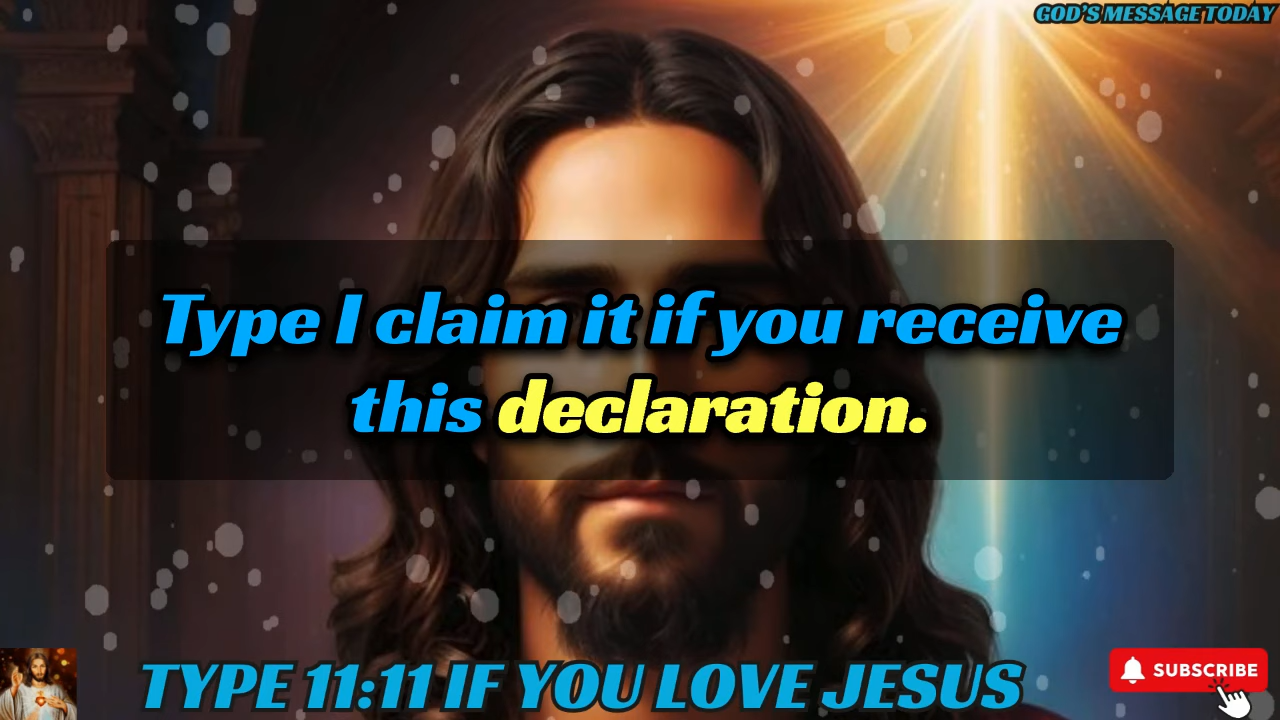 GOD'S MESSAGE TODAY
Type I claim it if you receive
this declaration.
TYPE 11:11 IF YOU LOVE JESUS
SUBSCRIBE